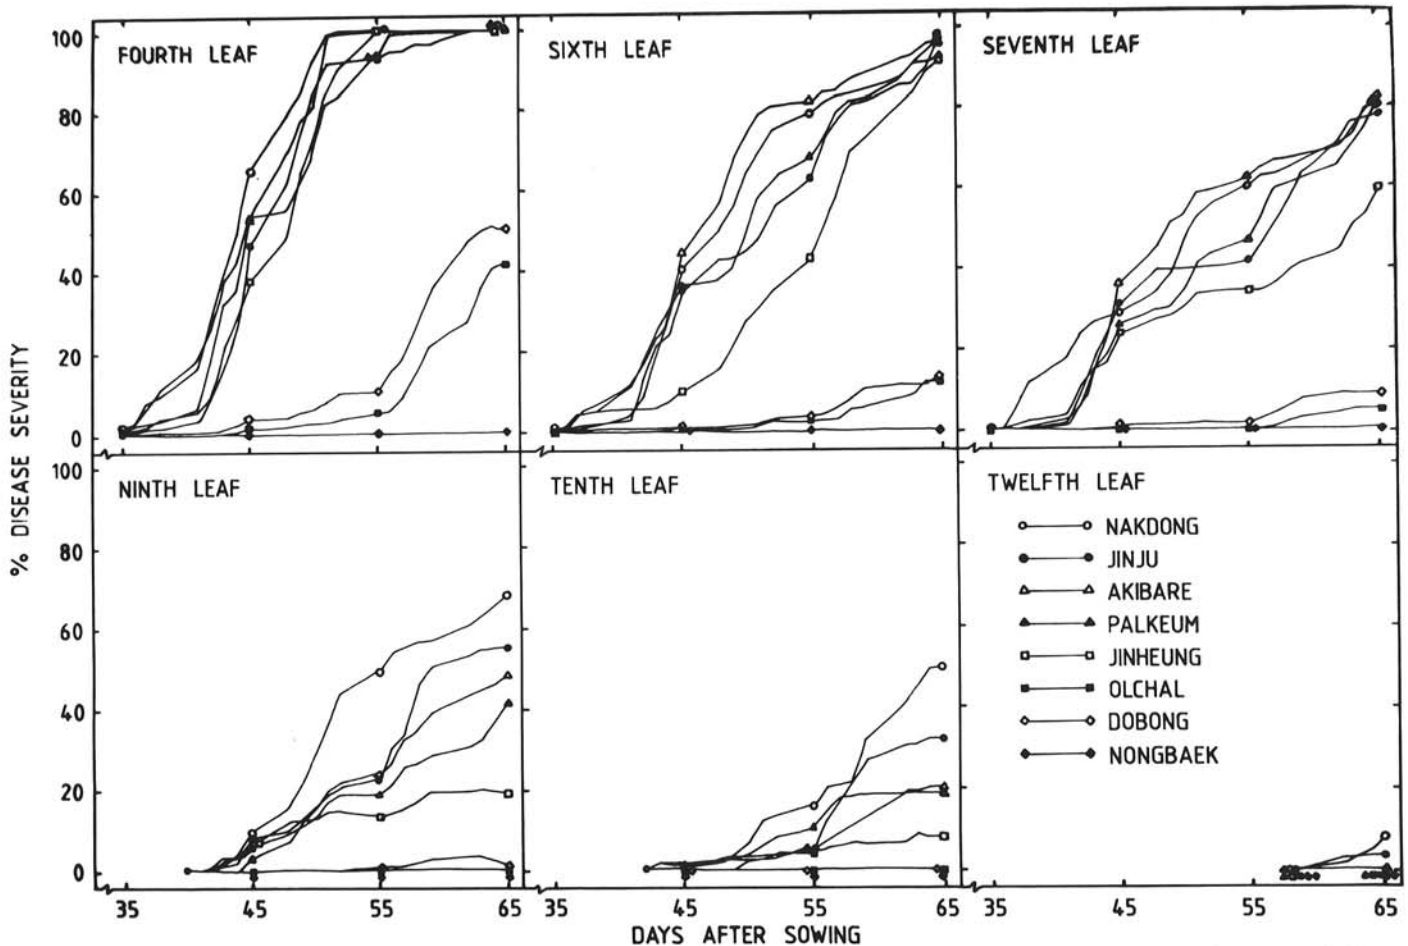 FOURTH LEAF
SIXTH LEAF
SEVENTH LEAF
100
80
60
40
20
0
% DISEASE SEVERITY
NINTH LEAF
TENTH LEAF
TWELFTH LEAF
NAKDONG
JINJU
AKIBARE
PALKEUM
JINHEUNG
OLCHAL
DOBONG
NONGBAEK
100
80
60
40
20
0
35 45 55 65 35 45 55 65 35 45 55 65
DAYS AFTER SOWING